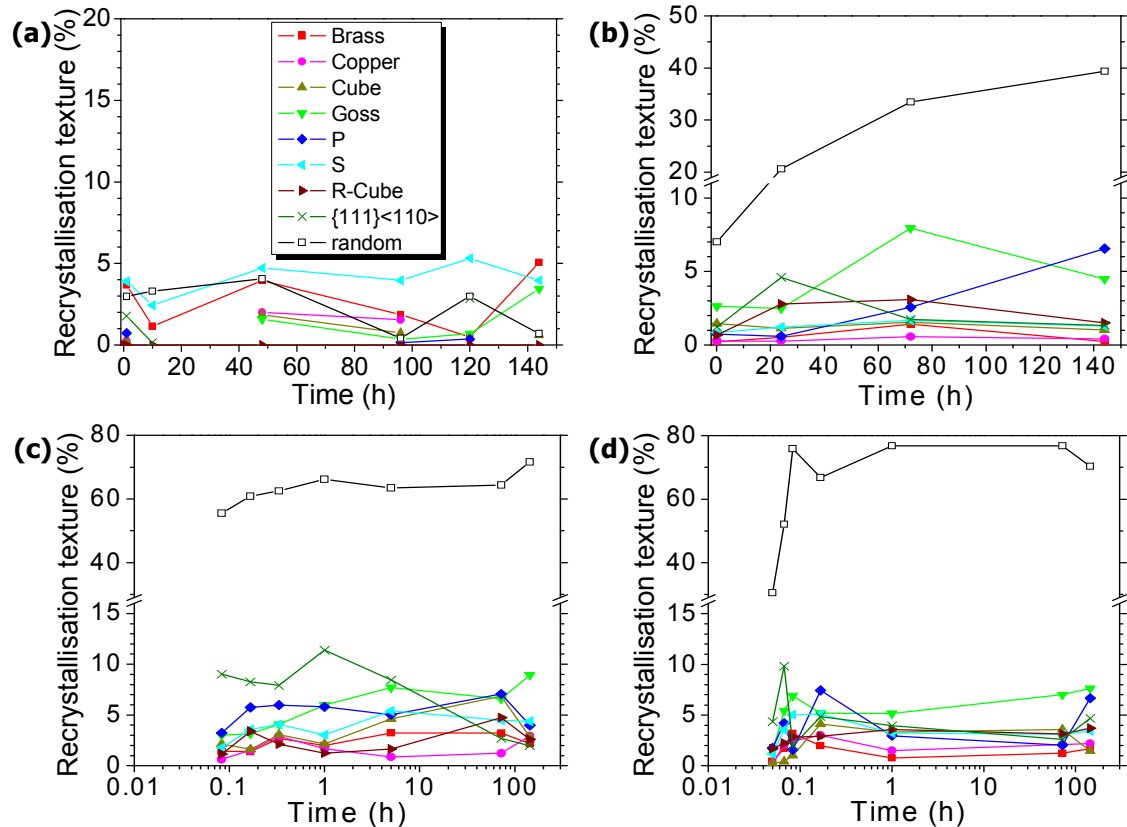 (a)
Recrystallisation texture (%)
20
15
10
5
0
Brass
Copper
Cube
Goss
P
S
R-Cube
{111}<110>
random
0 20 40 60 80 100 120 140
Time (h)
(b)
Recrystallisation texture (%)
50
40
30
20
10
5
0
0 20 40 60 80 100 120 140
Time (h)
(c)
Recrystallisation texture (%)
80
60
40
15
10
5
0
0.01 0.1 1 10 100
Time (h)
(d)
Recrystallisation texture (%)
80
60
40
15
10
5
0
0.01 0.1 1 10 100
Time (h)